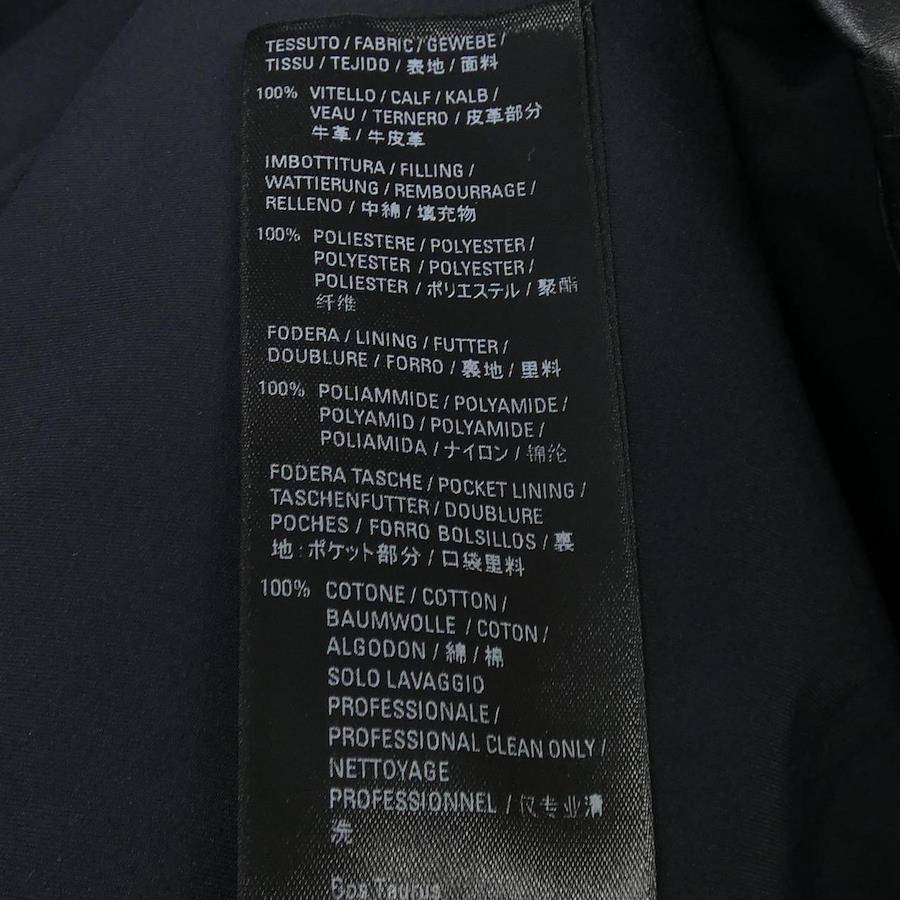 TESSUTO / FABRIC / GEWEBE /
TISSU / TEJIDO / 表地 / 面料
100% VITELLO / CALF / KALB /
VEAU / TERNERO / 皮革部分
牛革 / 牛皮革
IMBOTTITURA / FILLING /
WATTIERUNG / REMBOURRAGE /
RELLENO / 中綿 / 填充物
100% POLIESTERE / POLYESTER /
POLYESTER / POLYESTER /
POLIESTER / ポリエステル / 聚酯
纤维
FODERA / LINING / FUTTER /
DOUBLURE / FORRO / 裏地 / 里料
100% POLIAMMIDE / POLYAMIDE /
POLYAMID / POLYAMIDE /
POLIAMIDA / ナイロン / 锦纶
FODERA TASCHE / POCKET LINING /
TASCHENFUTTER / DOUBLURE
POCHES / FORRO BOLSILLOS / 裏
地:ポケット部分 / 口袋里料
100% COTONE / COTTON /
BAUMWOLLE / COTON /
ALGODON / 綿 / 棉
SOLO LAVAGGIO
PROFESSIONALE /
PROFESSIONAL CLEAN ONLY /
NETTOYAGE
PROFESSIONNEL / 仅专业清
洗
Bos Taurus